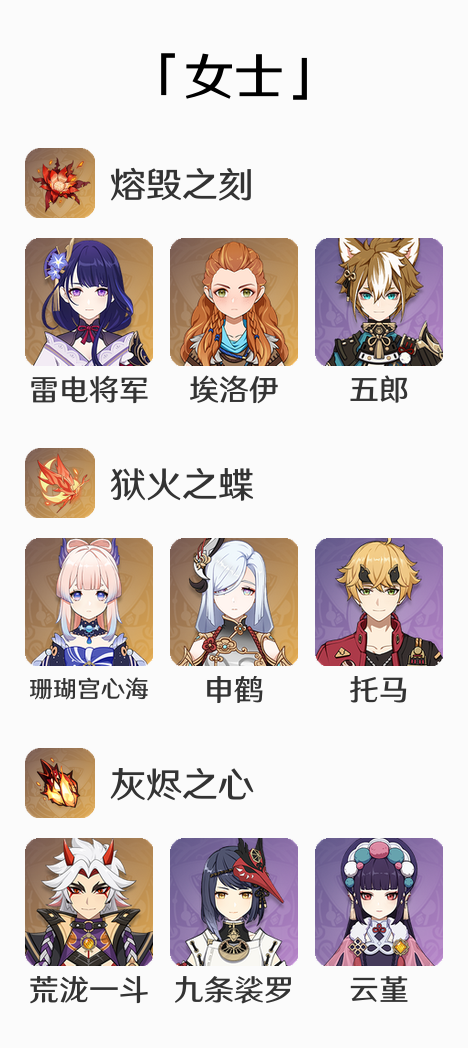 「女士」
熔毁之刻
雷电将军 埃洛伊 五郎
狱火之蝶
珊瑚宫心海 申鹤 托马
灰烬之心
荒泷一斗 九条裟罗 云堇